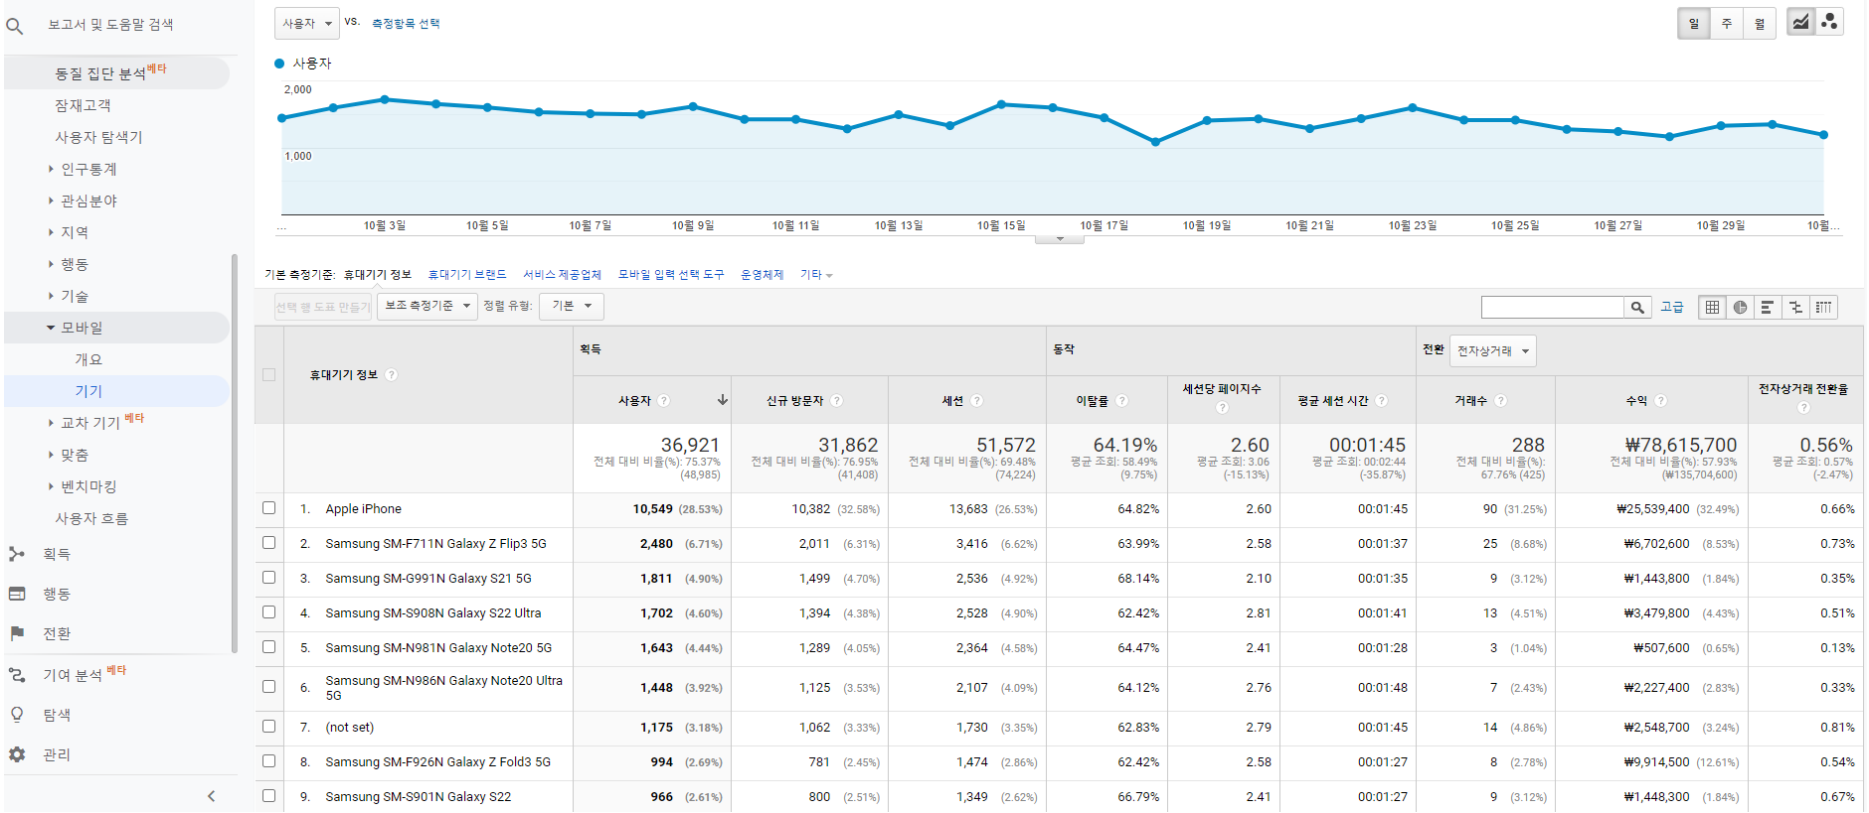 보고서 및 도움말 검색
동질 집단 분석 베타
잠재고객
사용자 탐색기
인구통계
관심분야
지역
행동
기술
모바일
개요
기기
교차 기기 베타
맞춤
벤치마킹
사용자 흐름
획득
행동
전환
기여 분석 베타
탐색
관리
사용자 VS. 측정항목 선택
일 주 월
사용자
2,000
1,000
... 10월 3일 10월 5일 10월 7일 10월 9일 10월 11일 10월 13일 10월 15일 10월 17일 10월 19일 10월 21일 10월 23일 10월 25일 10월 27일 10월 29일 10월...
기본 측정기준: 휴대기기 정보 휴대기기 브랜드 서비스 제공업체 모바일 입력 선택 도구 운영체제 기타
선택 행 도표 만들기 보조 측정기준 정렬 유형: 기본 고급
휴대기기 정보 ? 획득 동작 전환 전자상거래
사용자 ? 신규 방문자 ? 세션 ? 이탈률 ? 세션당 페이지수 ? 평균 세션 시간 ? 거래수 ? 수익 ? 전자상거래 전환율 ?
36,921 31,862 51,572 64.19% 2.60 00:01:45 288 ₩78,615,700 0.56%
전체 대비 비율(%): 75.37% 전체 대비 비율(%): 76.95% 전체 대비 비율(%): 69.48% 평균 조회: 58.49% 평균 조회: 3.06 평균 조회: 00:02:44 전체 대비 비율(%): 전체 대비 비율(%): 57.93% 평균 조회: 0.57%
(48,985) (41,408) (74,224) (9.75%) (-15.13%) (-35.87%) 67.76% (425) (₩135,704,600) (-2.47%)
1. Apple iPhone 10,549 (28.53%) 10,382 (32.58%) 13,683 (26.53%) 64.82% 2.60 00:01:45 90 (31.25%) ₩25,539,400 (32.49%) 0.66%
2. Samsung SM-F711N Galaxy Z Flip3 5G 2,480 (6.71%) 2,011 (6.31%) 3,416 (6.62%) 63.99% 2.58 00:01:37 25 (8.68%) ₩6,702,600 (8.53%) 0.73%
3. Samsung SM-G991N Galaxy S21 5G 1,811 (4.90%) 1,499 (4.70%) 2,536 (4.92%) 68.14% 2.10 00:01:35 9 (3.12%) ₩1,443,800 (1.84%) 0.35%
4. Samsung SM-S908N Galaxy S22 Ultra 1,702 (4.60%) 1,394 (4.38%) 2,528 (4.90%) 62.42% 2.81 00:01:41 13 (4.51%) ₩3,479,800 (4.43%) 0.51%
5. Samsung SM-N981N Galaxy Note20 5G 1,643 (4.44%) 1,289 (4.05%) 2,364 (4.58%) 64.47% 2.41 00:01:28 3 (1.04%) ₩507,600 (0.65%) 0.13%
6. Samsung SM-N986N Galaxy Note20 Ultra 5G 1,448 (3.92%) 1,125 (3.53%) 2,107 (4.09%) 64.12% 2.76 00:01:48 7 (2.43%) ₩2,227,400 (2.83%) 0.33%
7. (not set) 1,175 (3.18%) 1,062 (3.33%) 1,730 (3.35%) 62.83% 2.79 00:01:45 14 (4.86%) ₩2,548,700 (3.24%) 0.81%
8. Samsung SM-F926N Galaxy Z Fold3 5G 994 (2.69%) 781 (2.45%) 1,474 (2.86%) 62.42% 2.58 00:01:27 8 (2.78%) ₩9,914,500 (12.61%) 0.54%
9. Samsung SM-S901N Galaxy S22 966 (2.61%) 800 (2.51%) 1,349 (2.62%) 66.79% 2.41 00:01:27 9 (3.12%) ₩1,448,300 (1.84%) 0.67%